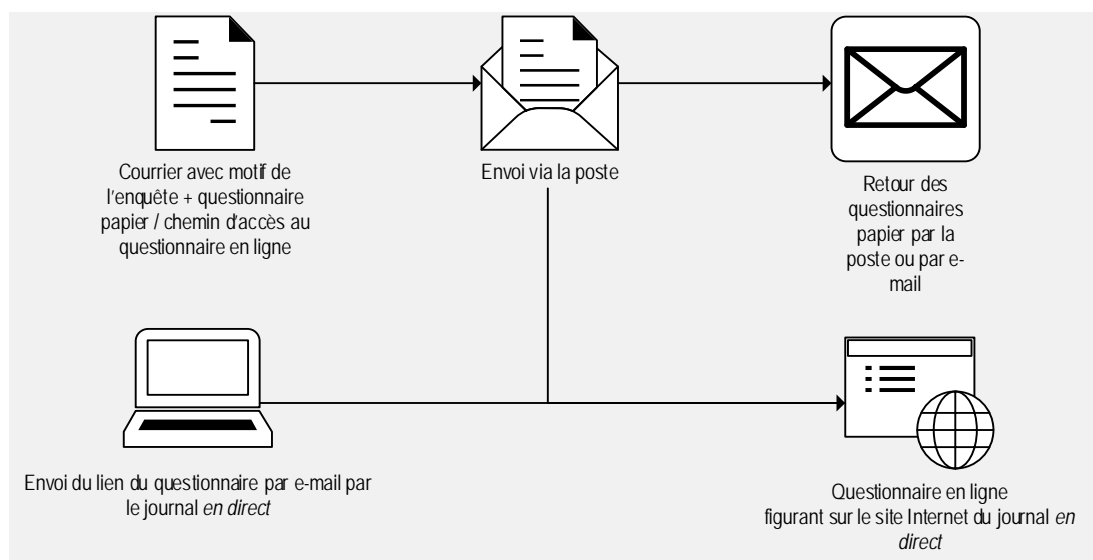 Courrier avec motif de
l'enquête + questionnaire
papier / chemin d'accès au
questionnaire en ligne
Envoi via la poste
Retour des
questionnaires
papier par la
poste ou par e-
mail
Envoi du lien du questionnaire par e-mail par
le journal en direct
Questionnaire en ligne
figurant sur le site Internet du journal en
direct